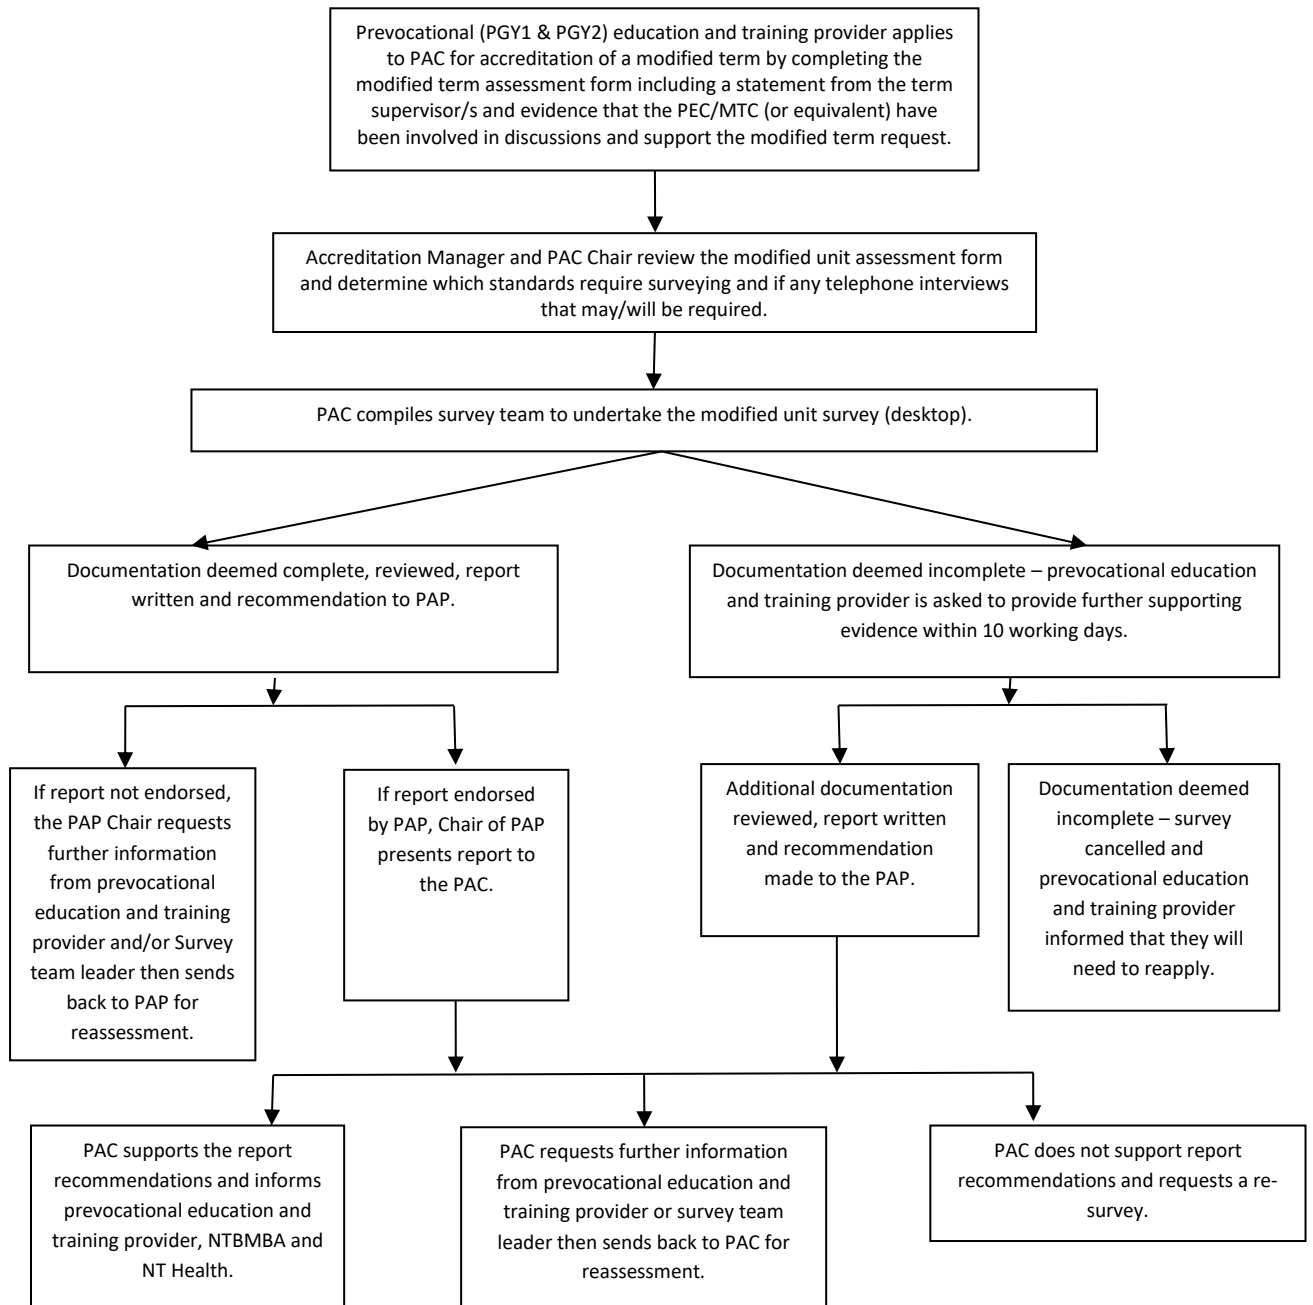 Prevocational (PGY1 & PGY2) education and training provider applies
to PAC for accreditation of a modified term by completing the
modified term assessment form including a statement from the term
supervisor/s and evidence that the PEC/MTC (or equivalent) have
been involved in discussions and support the modified term request.
Accreditation Manager and PAC Chair review the modified unit assessment form
and determine which standards require surveying and if any telephone interviews
that may/will be required.
PAC compiles survey team to undertake the modified unit survey (desktop).
Documentation deemed complete, reviewed, report
written and recommendation to PAP.
Documentation deemed incomplete – prevocational education
and training provider is asked to provide further supporting
evidence within 10 working days.
If report not endorsed,
the PAP Chair requests
further information
from prevocational
education and training
provider and/or Survey
team leader then sends
back to PAP for
reassessment.
If report endorsed
by PAP, Chair of PAP
presents report to
the PAC.
Additional documentation
reviewed, report written
and recommendation
made to the PAP.
Documentation deemed
incomplete – survey
cancelled and
prevocational education
and training provider
informed that they will
need to reapply.
PAC supports the report
recommendations and informs
prevocational education and
training provider, NTBMBA and
NT Health.
PAC requests further information
from prevocational education and
training provider or survey team
leader then sends back to PAC for
reassessment.
PAC does not support report
recommendations and requests a re-
survey.